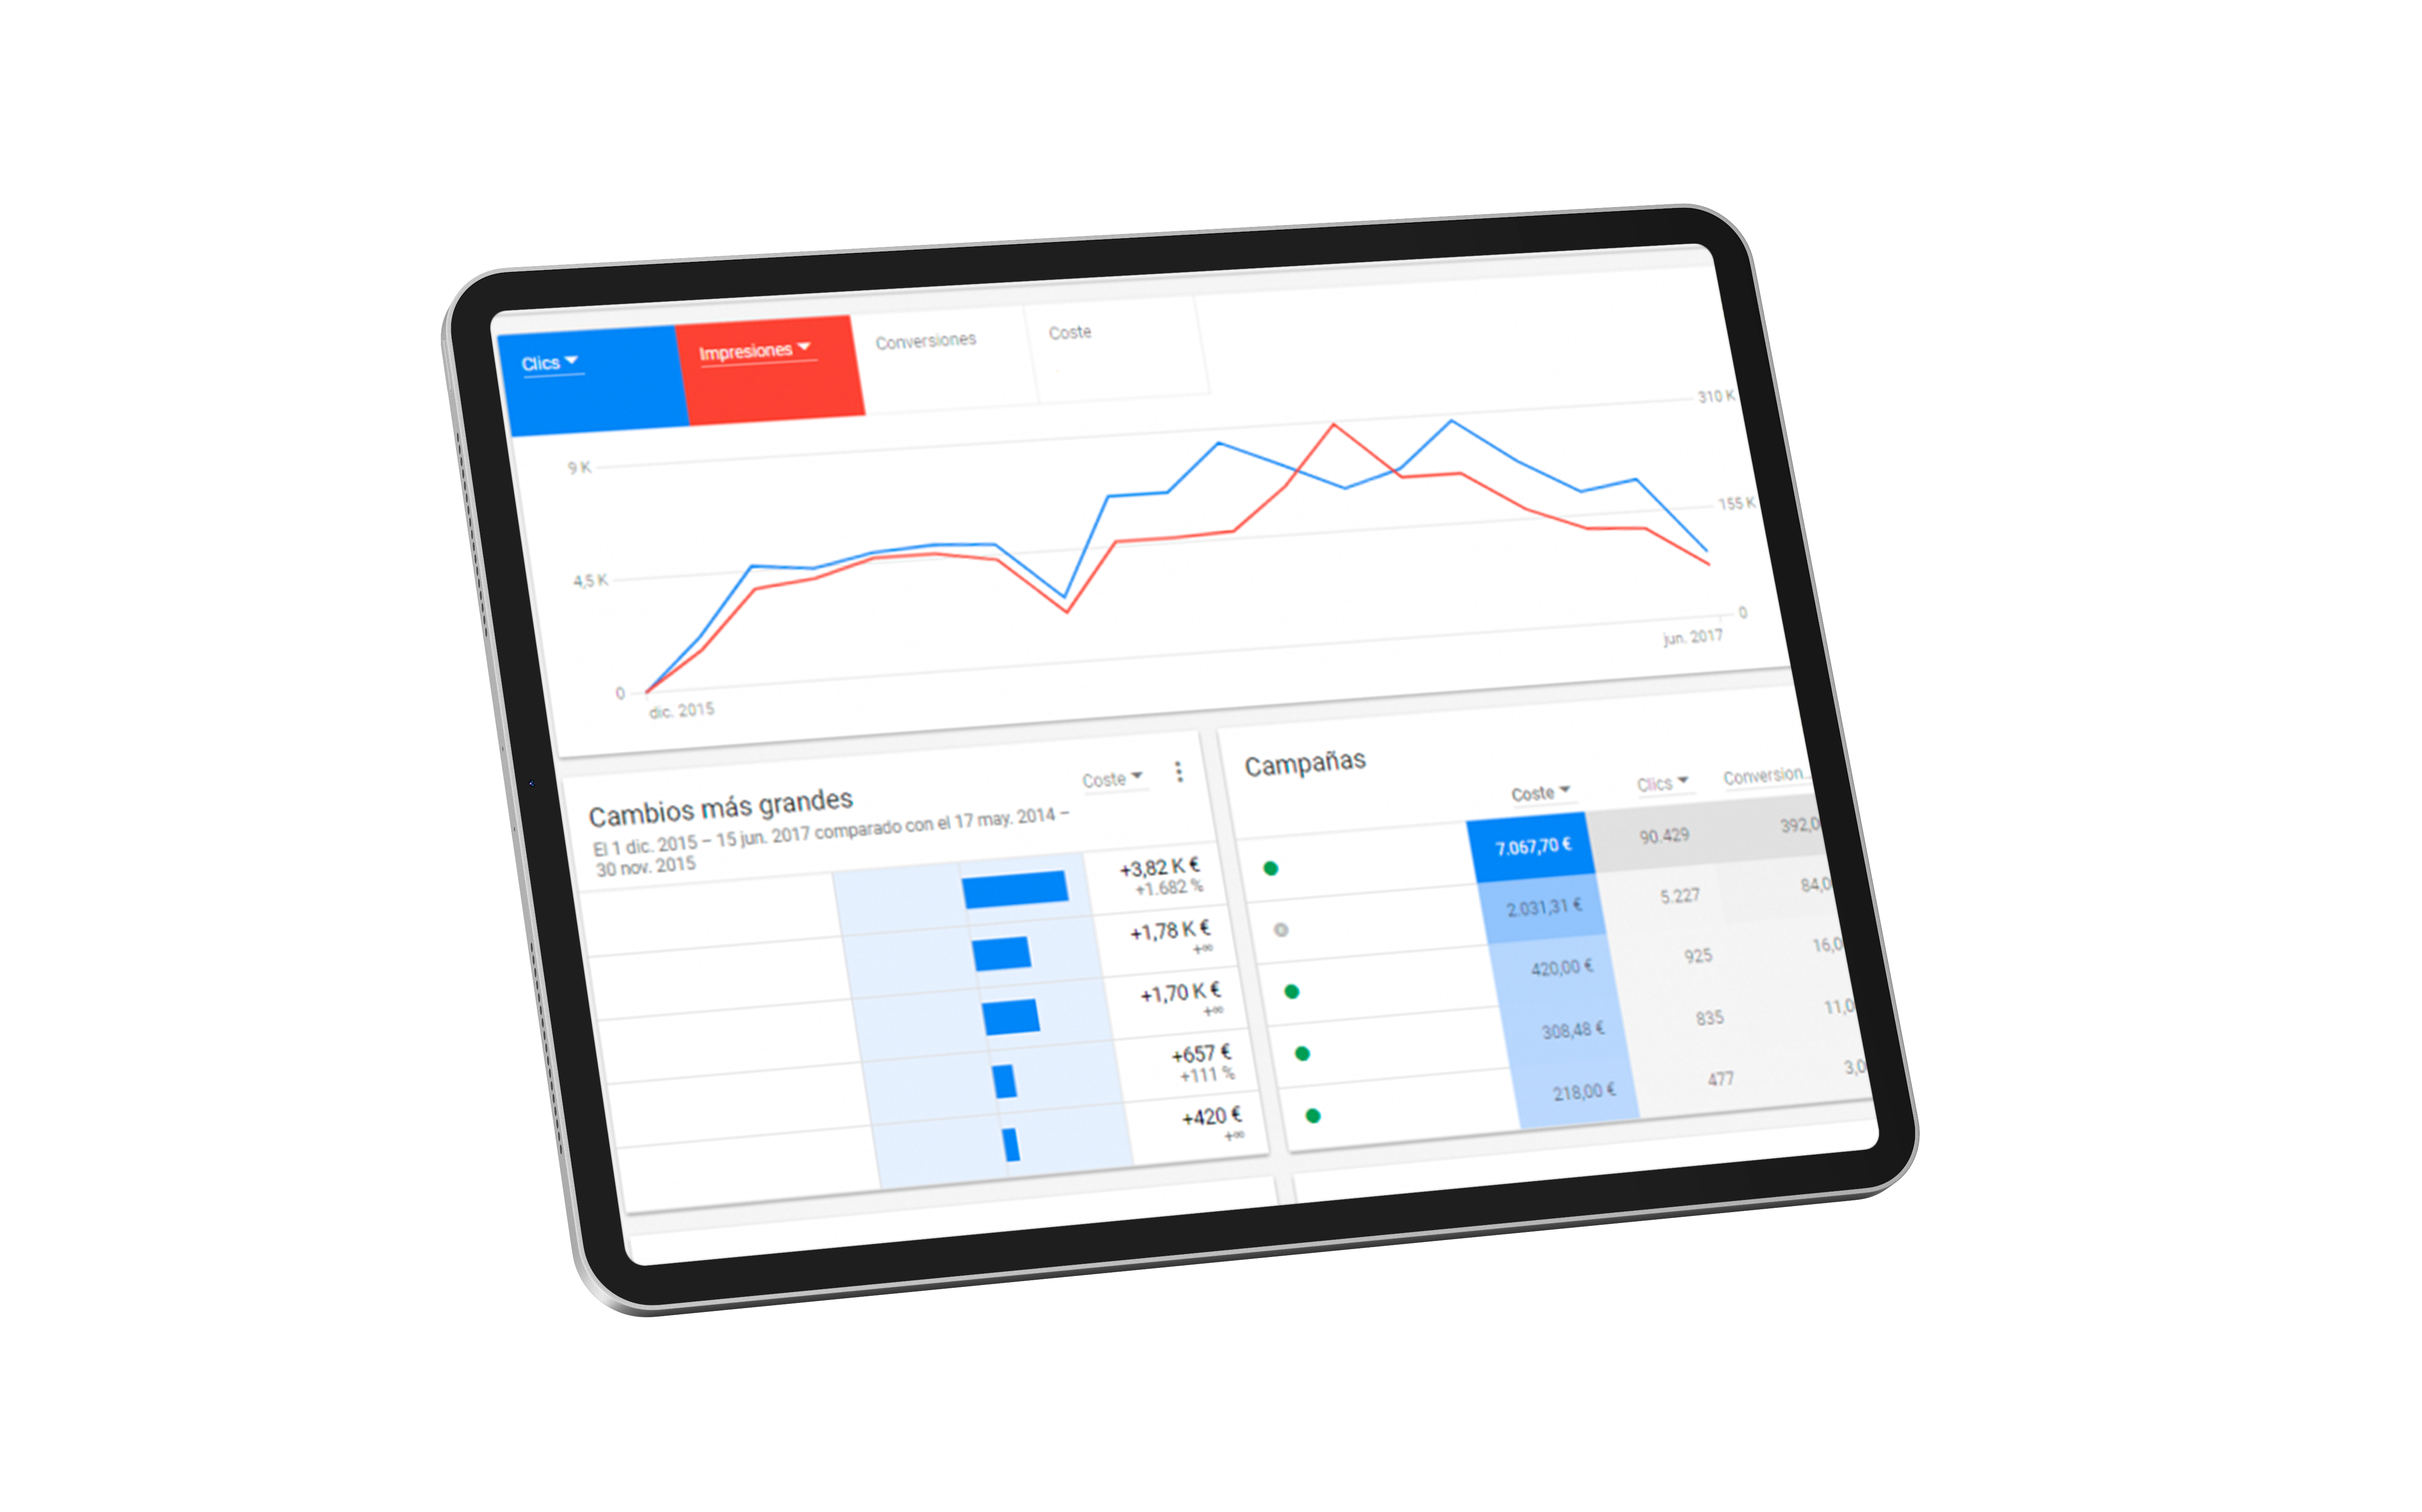 Clics
Impresiones
Conversiones
Coste
310 K
9 K
155 K
4,5 K
0
0
dic. 2015
jun. 2017
Cambios más grandes
Coste
El 1 dic. 2015 – 15 jun. 2017 comparado con el 17 may. 2014 –
30 nov. 2015
+3,82 K €
+1.682 %
+1,78 K €
+∞
+1,70 K €
+∞
+657 €
+111 %
+420 €
+∞
Campañas
Coste Clics Conversion...
7.067,70 € 90.429 392,0
2.031,31 € 5.227 84,0
420,00 € 925 16,0
308,48 € 835 11,0
218,00 € 477 3,0